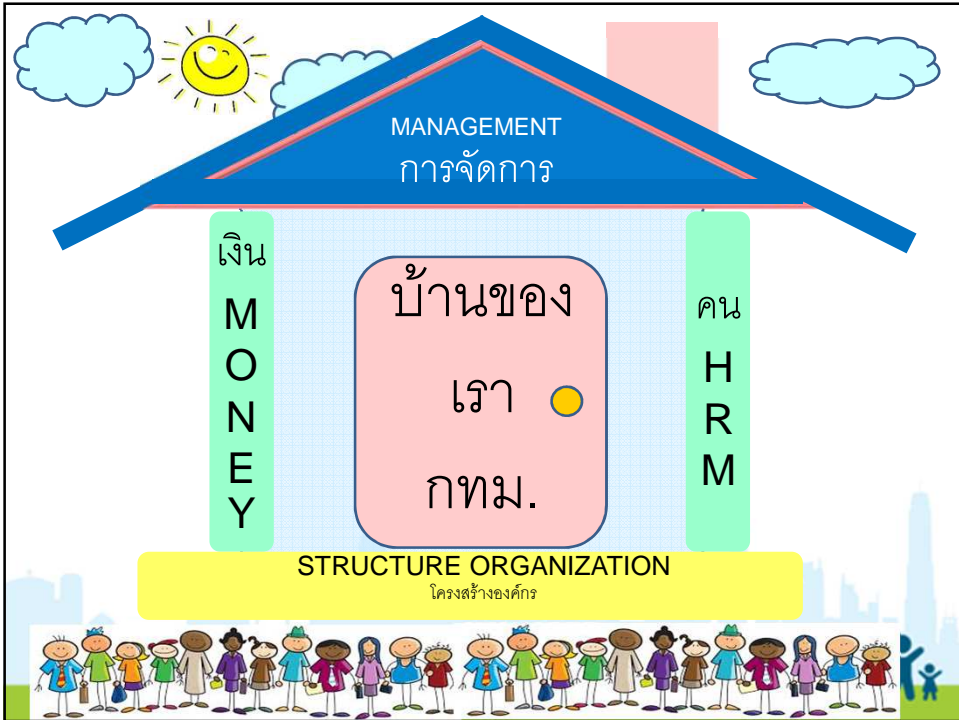 MANAGEMENT
การจัดการ
เงิน
M
O
N
E
Y
บ้านของ
เรา
กทม.
คน
H
R
M
STRUCTURE ORGANIZATION
โครงสร้างองค์กร